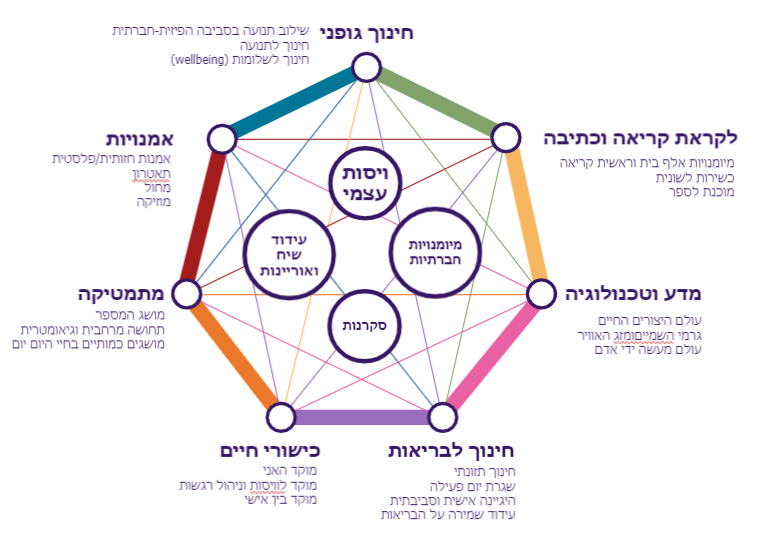 חינוך גופני
שילוב תנועה בסביבה הפיזית-חברתית
חינוך לתנועה
חינוך לשלומות (wellbeing)
לקראת קריאה וכתיבה
מיומנויות אלף בית וראשית קריאה
כשירות לשונית
מוכנת לספר
אמנויות
אמנות חזותית/פלסטית
תאטרון
מחול
מוזיקה
ויסות
עצמי
עידוד
שיח
ואוריינות
מיומנויות
חברתיות
סקרנות
מדע וטכנולוגיה
עולם היצורים החיים
גרמי השמייםומזג האוויר
עולם מעשה ידי אדם
מתמטיקה
מושג המספר
תחושה מרחבית וגיאומטרית
מושגים כמותיים בחיי היום יום
חינוך לבריאות
חינוך תזונתי
שגרת יום פעילה
היגיינה אישית וסביבתית
עידוד שמירה על הבריאות
כישורי חיים
מוקד האני
מוקד לוויסות וניהול רגשות
מוקד בין אישי